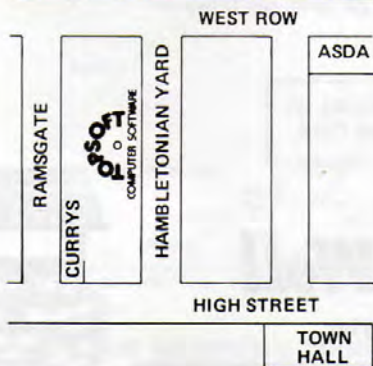 WEST ROW
ASDA
RAMSGATE
CURRYS
TOPSOFT
COMPUTER SOFTWARE
HAMBLETONIAN YARD
HIGH STREET
TOWN
HALL